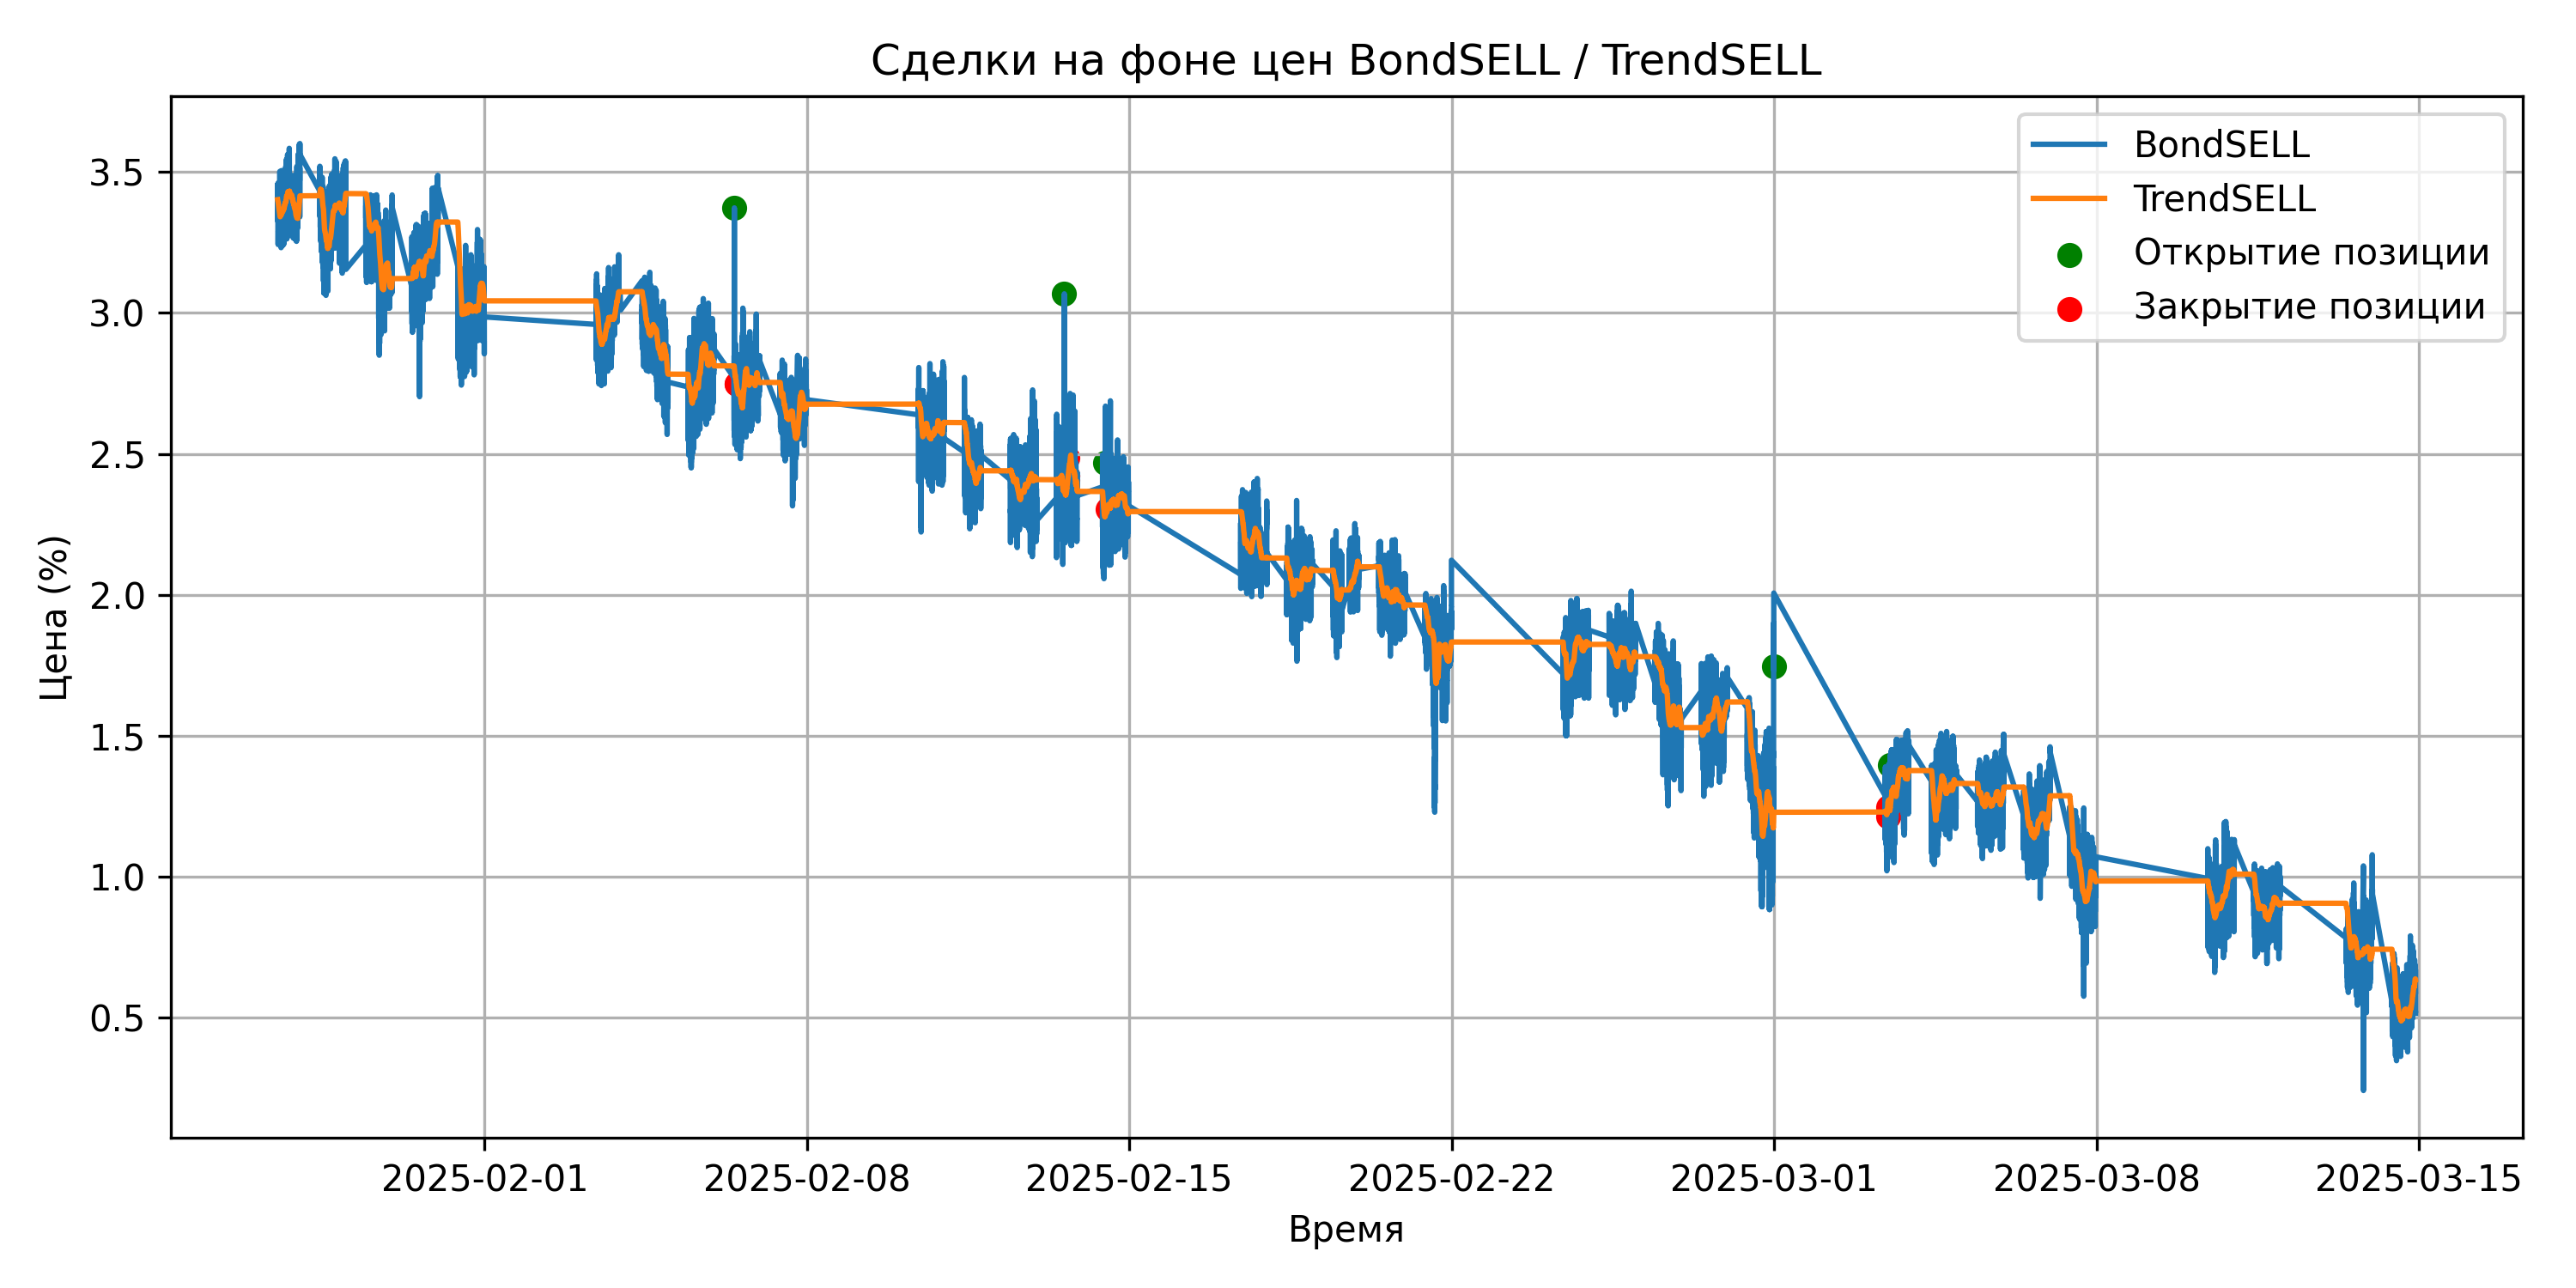 Сделки на фоне цен BondSELL / TrendSELL
BondSELL
TrendSELL
Открытие позиции
Закрытие позиции
Цена (%)
3.5
3.0
2.5
2.0
1.5
1.0
0.5
2025-02-01
2025-02-08
2025-02-15
2025-02-22
2025-03-01
2025-03-08
2025-03-15
Время